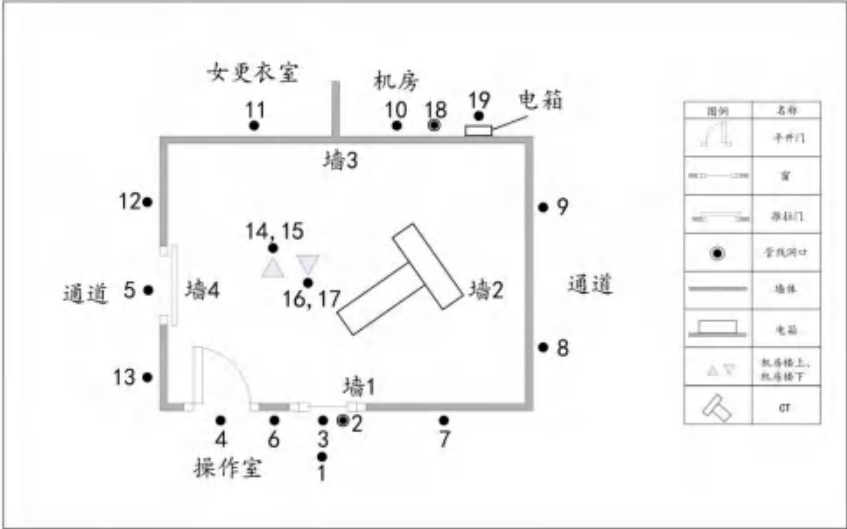 女更衣室
机房
19
电箱
11
10
18
墙3
12
9
14,15
通道
5
墙4
16,17
墙2
通道
13
8
墙1
4
6
3
2
7
操作室
1
图例
名称
平开门
窗
推拉门
管线洞口
墙体
电箱
机房楼上、
机房楼下
CT